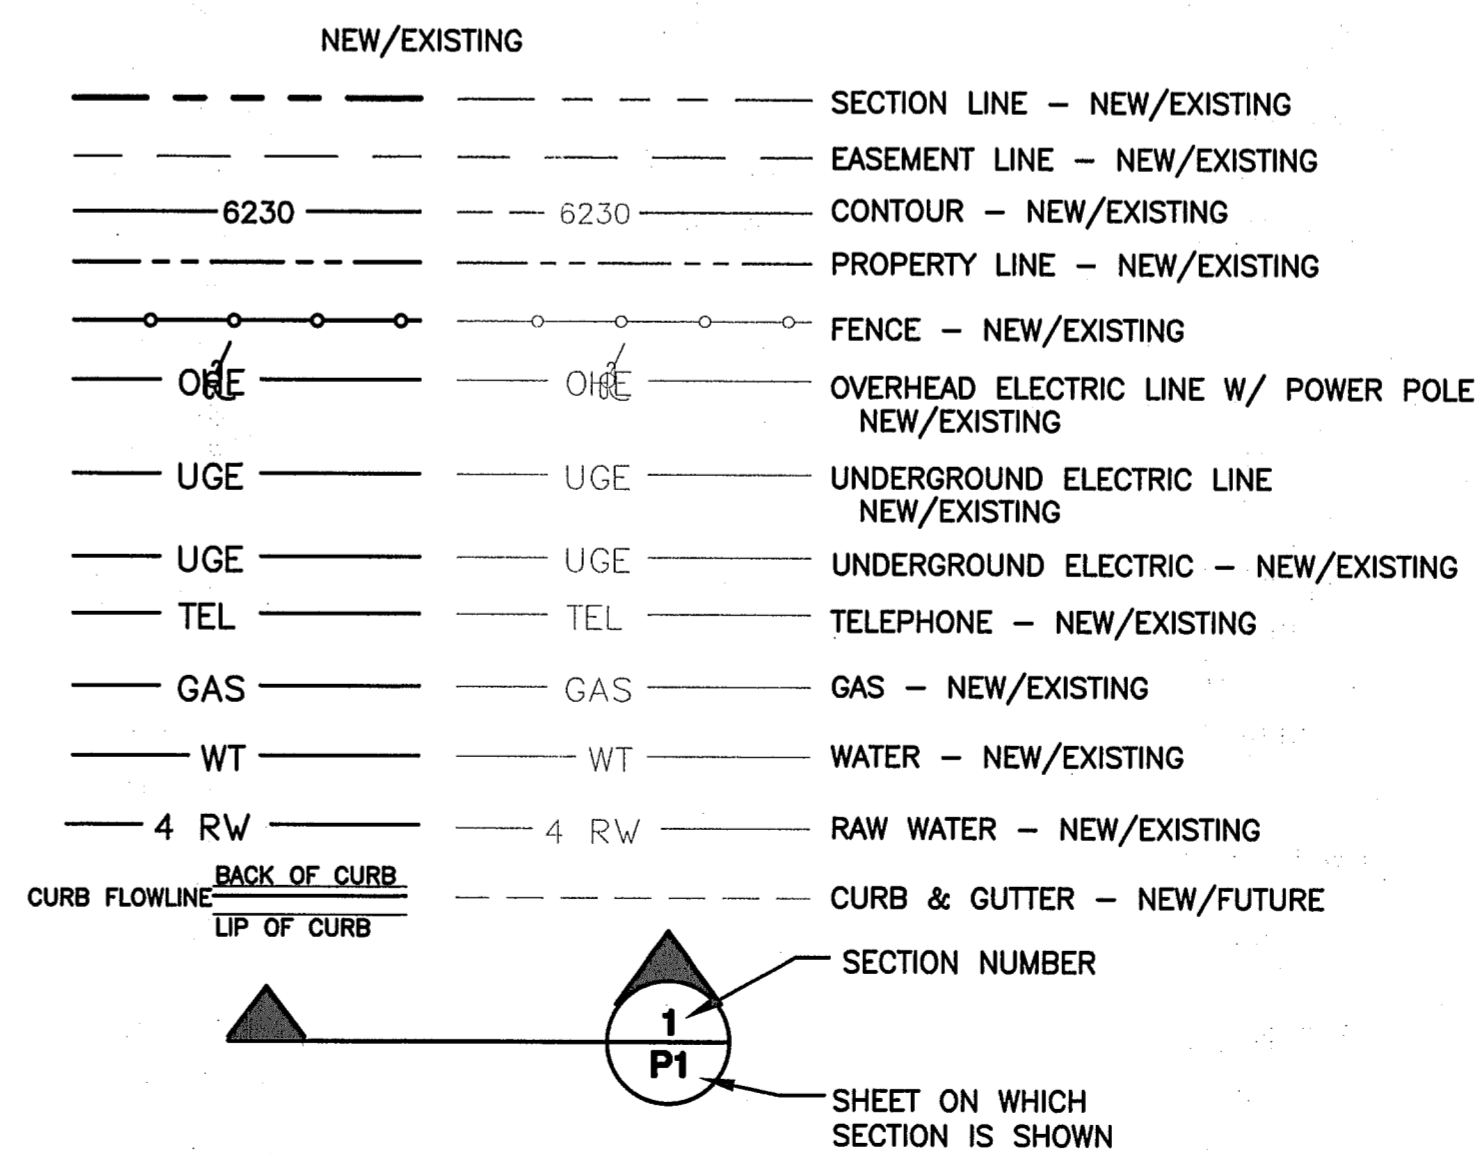 NEW/EXISTING
SECTION LINE – NEW/EXISTING
EASEMENT LINE – NEW/EXISTING
6230 6230 CONTOUR – NEW/EXISTING
PROPERTY LINE – NEW/EXISTING
FENCE – NEW/EXISTING
OHE OHE OVERHEAD ELECTRIC LINE W/ POWER POLE
NEW/EXISTING
UGE UGE UNDERGROUND ELECTRIC LINE
NEW/EXISTING
UGE UGE UNDERGROUND ELECTRIC – NEW/EXISTING
TEL TEL TELEPHONE – NEW/EXISTING
GAS GAS GAS – NEW/EXISTING
WT WT WATER – NEW/EXISTING
4 RW 4 RW RAW WATER – NEW/EXISTING
BACK OF CURB
CURB FLOWLINE CURB & GUTTER – NEW/FUTURE
LIP OF CURB
SECTION NUMBER
1
P1
SHEET ON WHICH
SECTION IS SHOWN